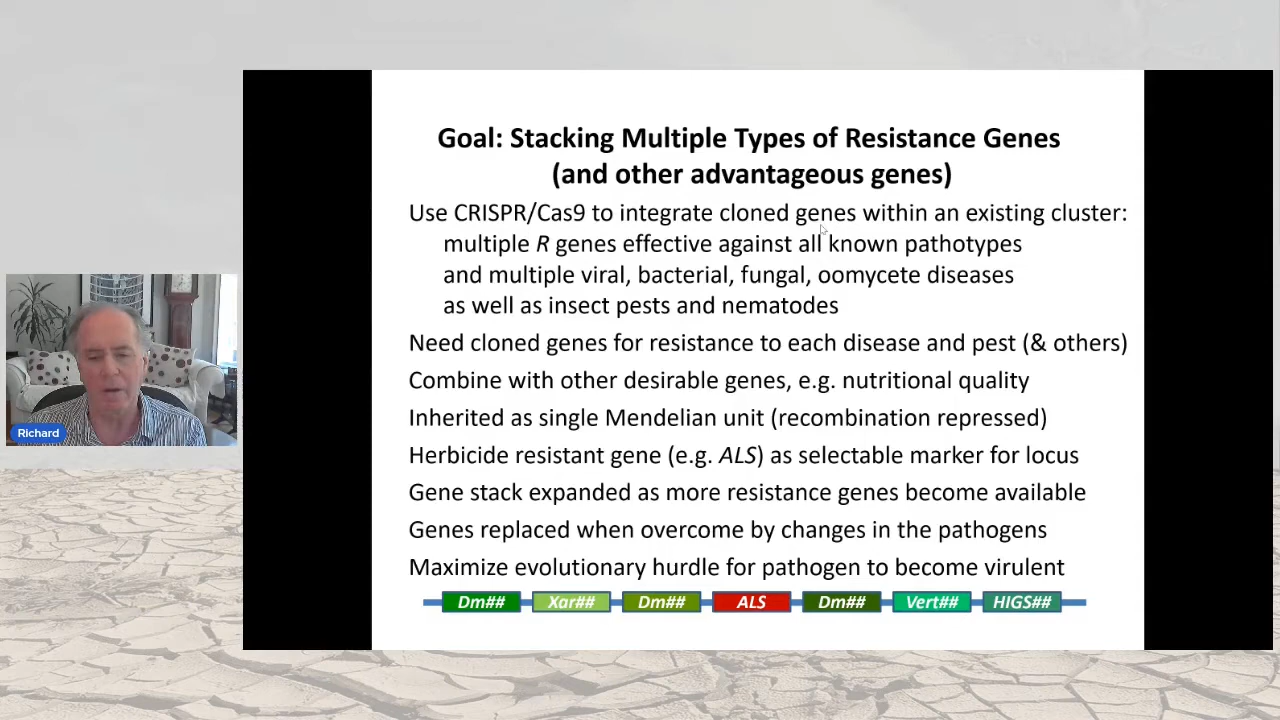 Goal: Stacking Multiple Types of Resistance Genes
(and other advantageous genes)
Use CRISPR/Cas9 to integrate cloned genes within an existing cluster:
multiple R genes effective against all known pathotypes
and multiple viral, bacterial, fungal, oomycete diseases
as well as insect pests and nematodes
Need cloned genes for resistance to each disease and pest (& others)
Combine with other desirable genes, e.g. nutritional quality
Inherited as single Mendelian unit (recombination repressed)
Herbicide resistant gene (e.g. ALS) as selectable marker for locus
Gene stack expanded as more resistance genes become available
Genes replaced when overcome by changes in the pathogens
Maximize evolutionary hurdle for pathogen to become virulent
Dm## Xar## Dm## ALS Dm## Vert## HIGS##
Richard